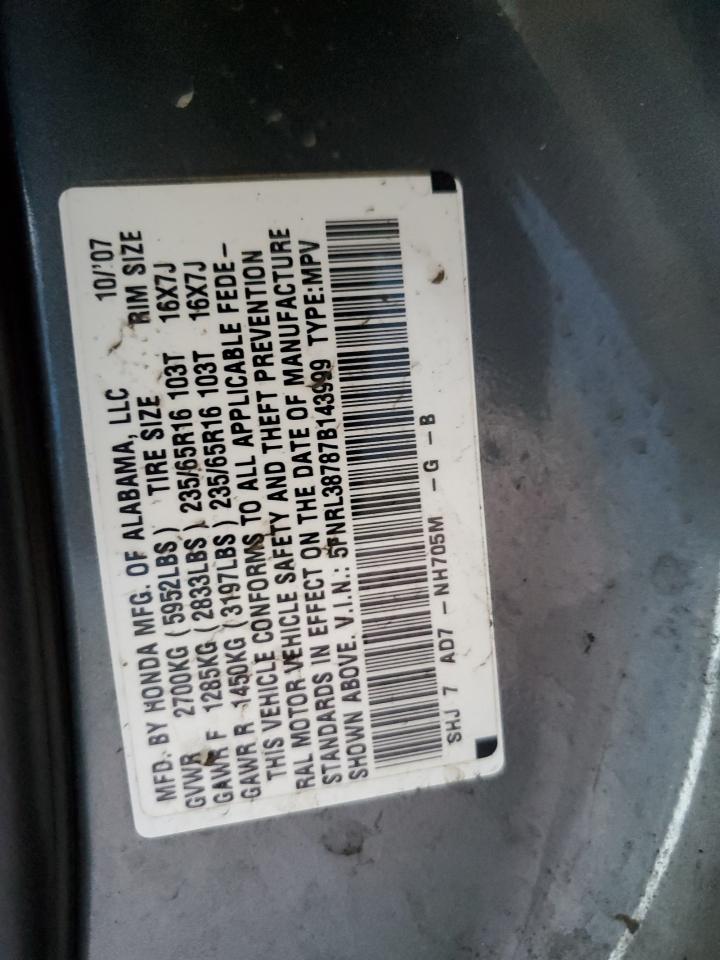 MFD. BY HONDA MFG. OF ALABAMA, LLC 10/'07
GVWR 2700KG (5952LBS) TIRE SIZE RIM SIZE
GAWR F 1285KG (2833LBS) 235/65R16 103T 16X7J
GAWR R 1450KG (3197LBS) 235/65R16 103T 16X7J
THIS VEHICLE CONFORMS TO ALL APPLICABLE FEDE-
RAL MOTOR VEHICLE SAFETY AND THEFT PREVENTION
STANDARDS IN EFFECT ON THE DATE OF MANUFACTURE
SHOWN ABOVE. V.I.N.: 5FNRL38787B143999 TYPE:MPV
SHJ 7 AD7 -NH705M -G -B